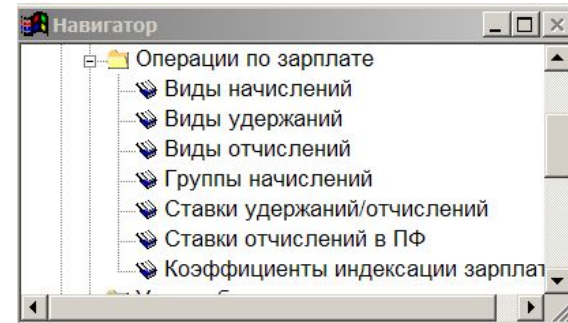 Навигатор
Операции по зарплате
Виды начислений
Виды удержаний
Виды отчислений
Группы начислений
Ставки удержаний/отчислений
Ставки отчислений в ПФ
Коэффициенты индексации зарплат